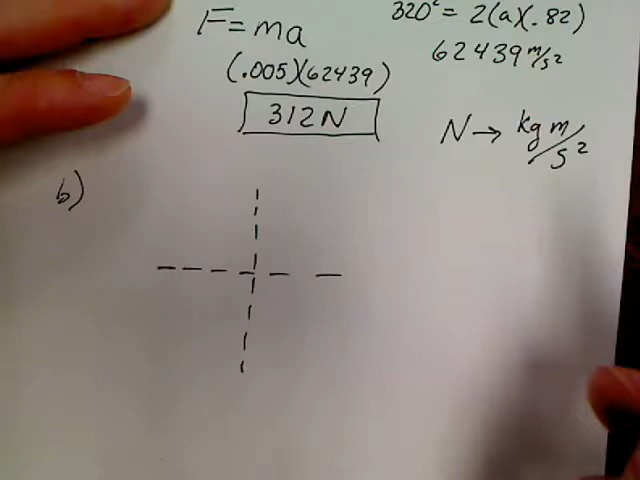 320² = 2(a)(.82)
F=ma
62439 m/s²
(.005)(62439)
312N
N → kg m/s²
b)